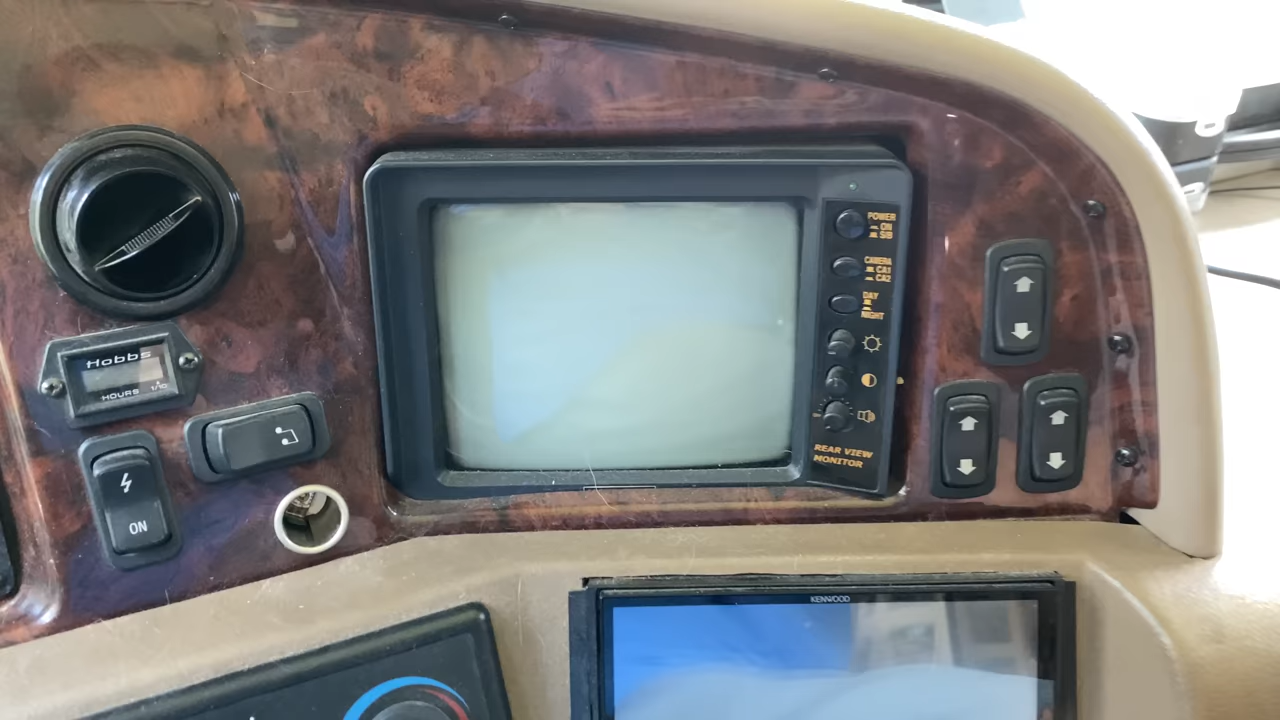 Hobbs
HOURS 1/10
ON
POWER
ON
S/B
CAMERA
CA1
CA2
DAY
NIGHT
REAR VIEW
MONITOR
KENWOOD